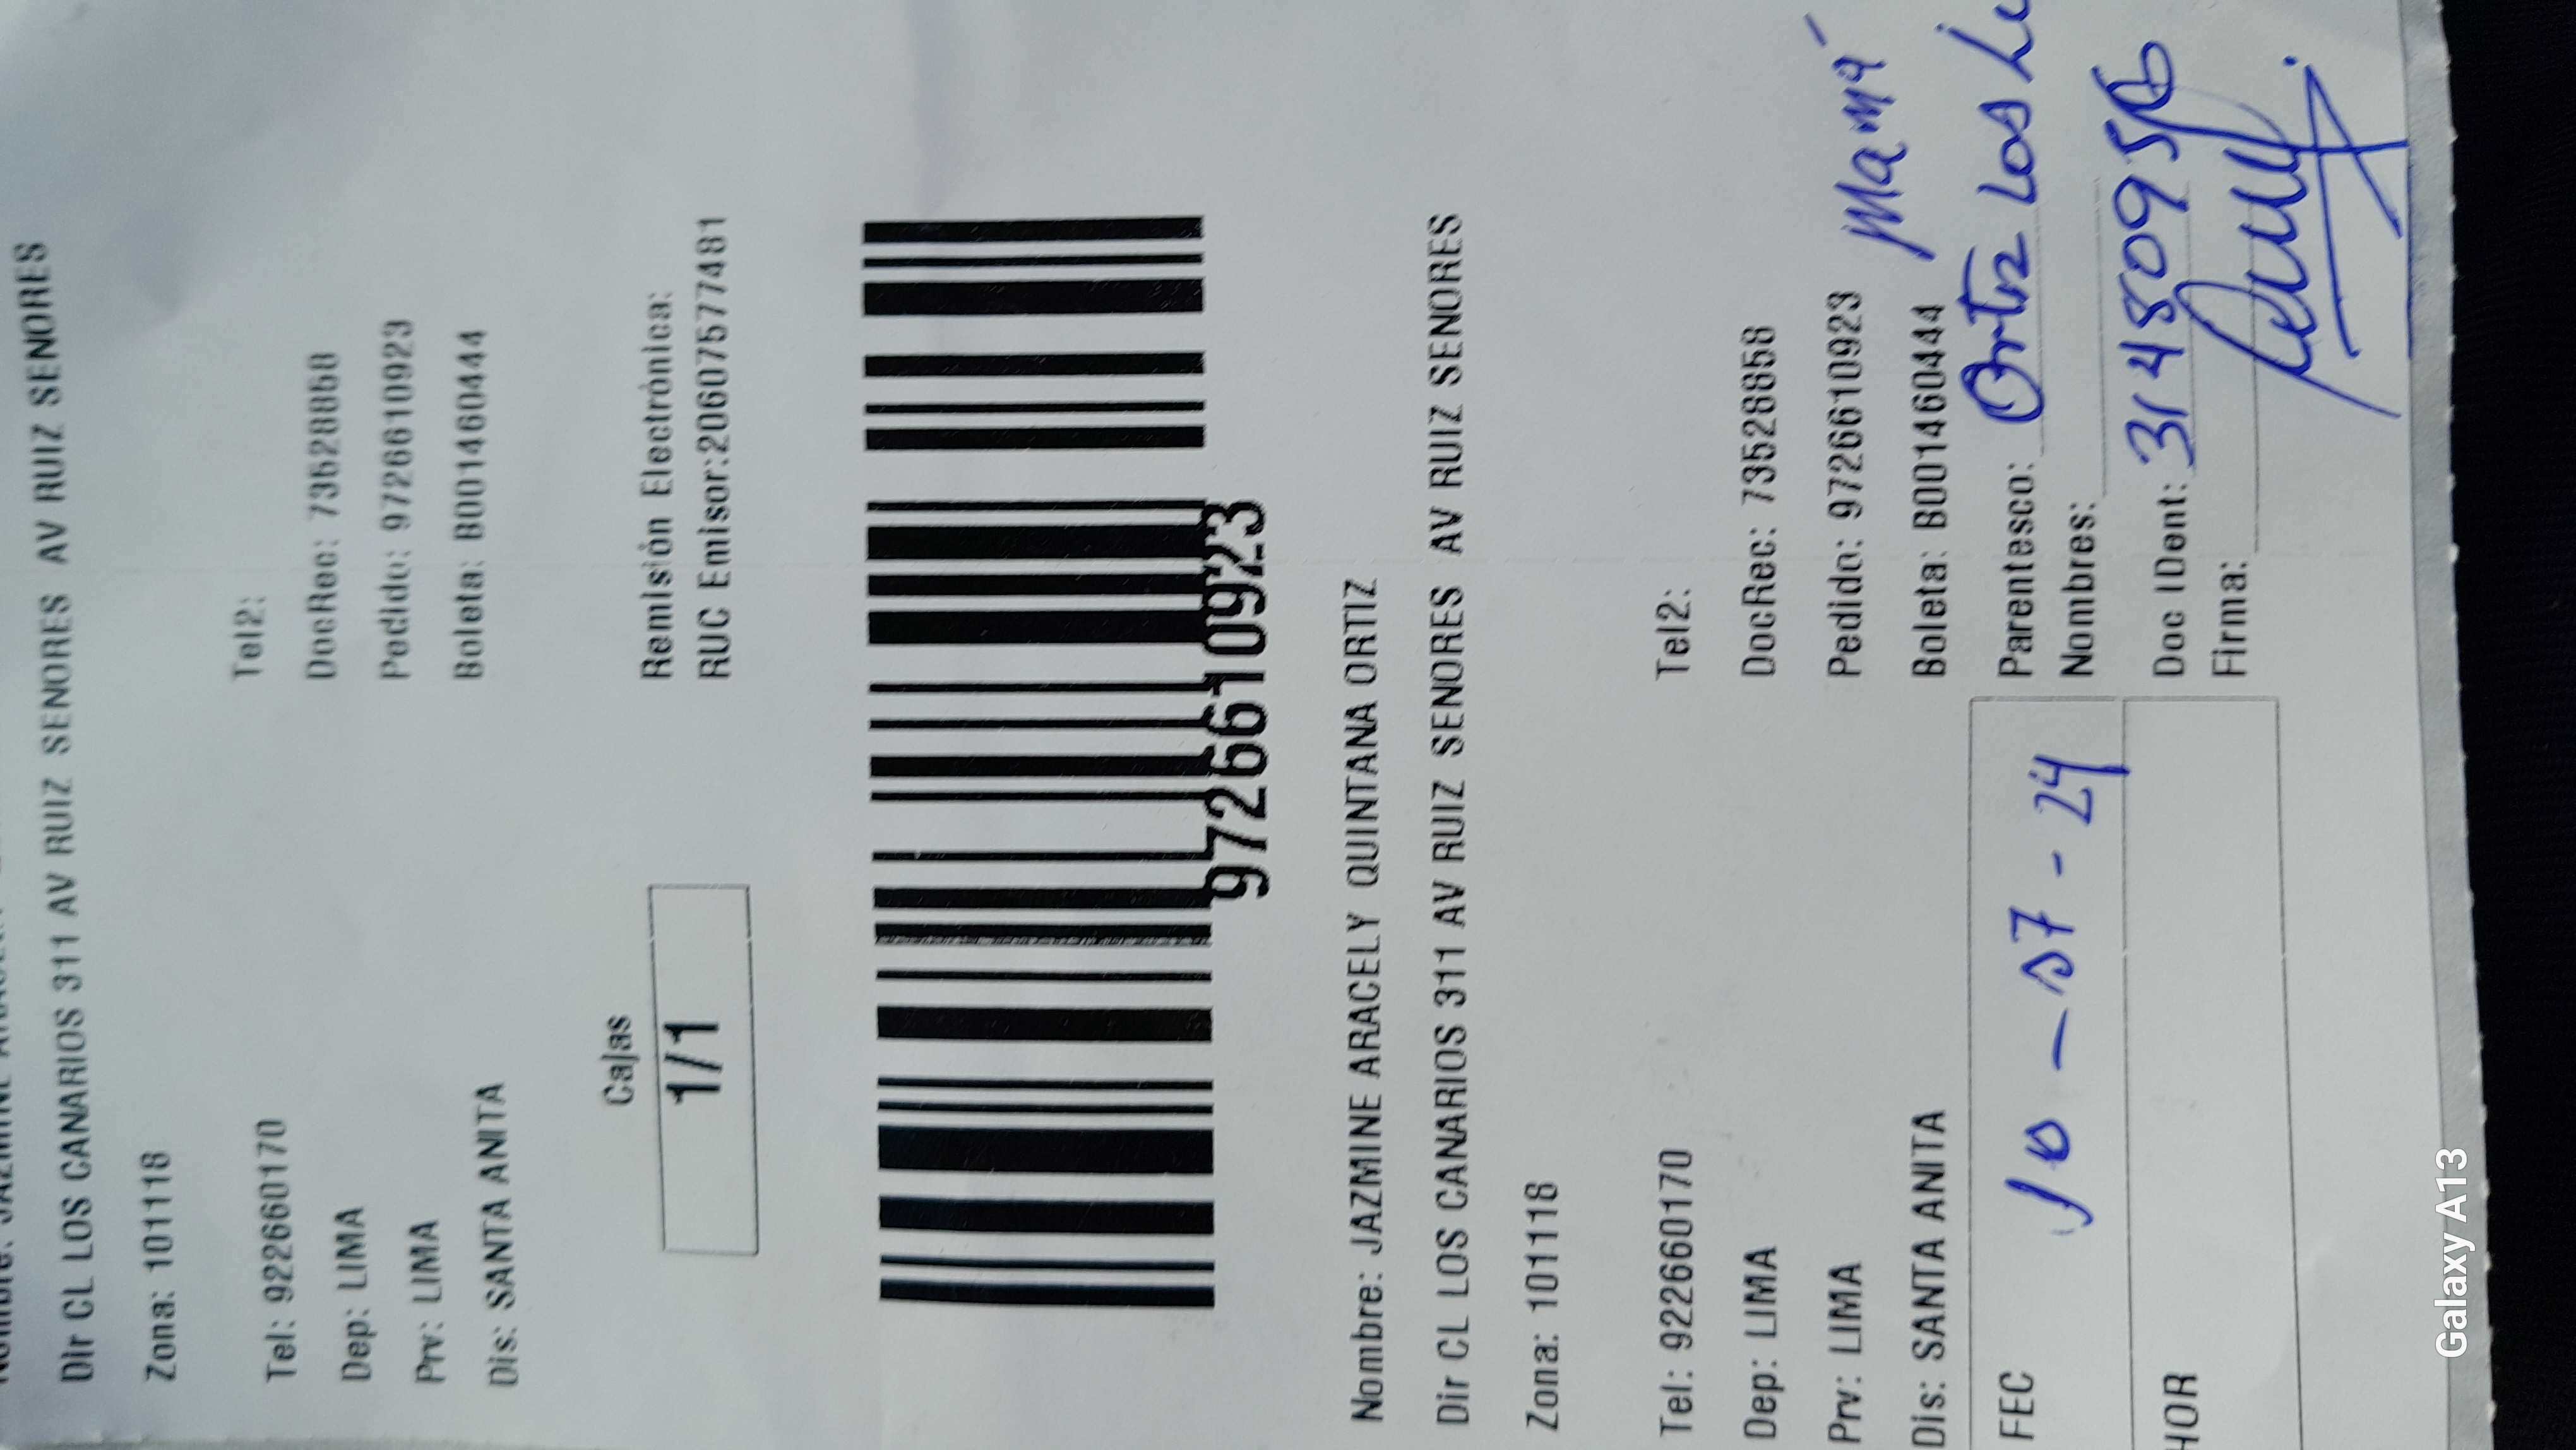 Dir CL LOS CANARIOS 311 AV RUIZ SENORES AV RUIZ SENORES
Zona: 101118
Tel: 922660170 Tel2:
Dep: LIMA DocRec: 73528858
Prv: LIMA Pedido: 97266610923
Dis: SANTA ANITA Boleta: B001460444
Cajas
1/1
Remisión Electrónica:
RUC Emisor:20607577481
97266610923
Nombre: JAZMINE ARACELY QUINTANA ORTIZ
Dir CL LOS CANARIOS 311 AV RUIZ SENORES AV RUIZ SENORES
Zona: 101118
Tel: 922660170 Tel2:
Dep: LIMA DocRec: 73528858
Prv: LIMA Pedido: 97266610923 Mamá
Dis: SANTA ANITA Boleta: B001460444
FEC 10-07-24 Parentesco: Ortiz
Nombres:
HOR Doc IDent:
Firma:
Galaxy A13